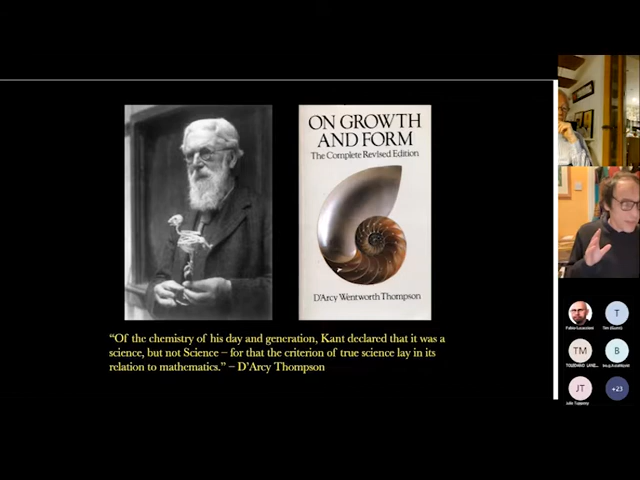 ON GROWTH
AND FORM
The Complete Revised Edition
D'Arcy Wentworth Thompson
“Of the chemistry of his day and generation, Kant declared that it was a
science, but not Science – for that the criterion of true science lay in its
relation to mathematics.” – D'Arcy Thompson
T
TM
B
JT
+23